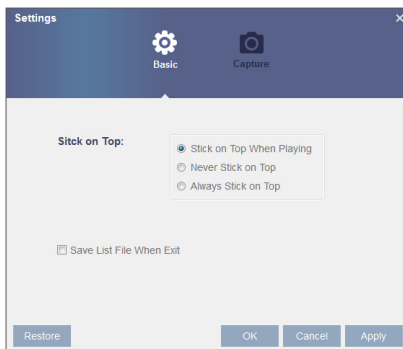 Settings
Basic
Capture
Sitck on Top:
Stick on Top When Playing
Never Stick on Top
Always Stick on Top
Save List File When Exit
Restore
OK
Cancel
Apply